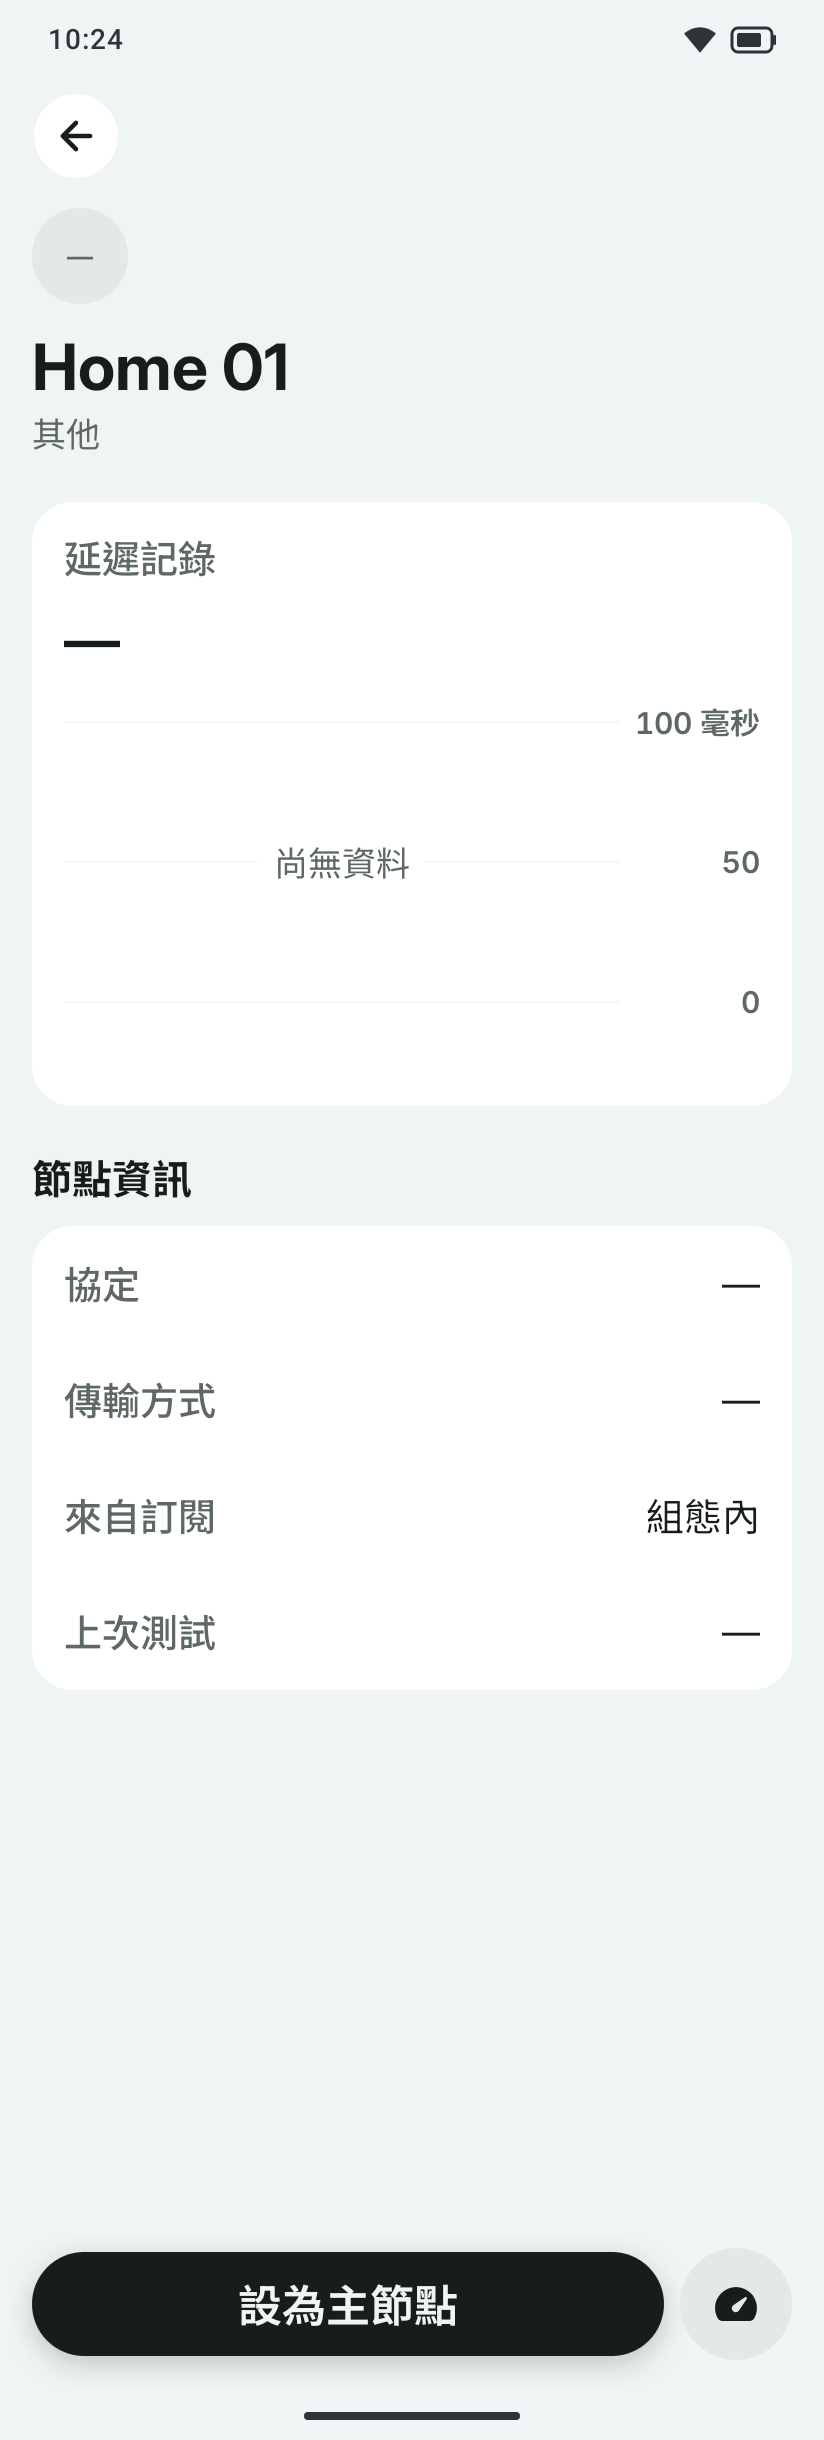 10:24
—
Home 01
其他
延遲記錄
—
100 毫秒
尚無資料
50
0
節點資訊
協定 —
傳輸方式 —
來自訂閱 組態內
上次測試 —
設為主節點